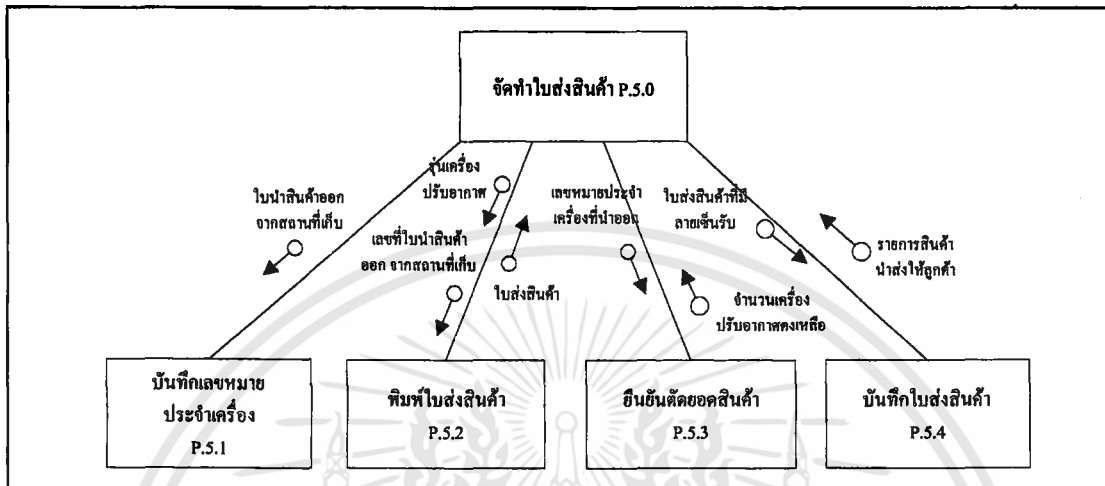 จัดทำใบส่งสินค้า P.5.0
รุ่นเครื่อง
ปรับอากาศ
ใบนำสินค้าออก
จากสถานที่เก็บ
เลขหมายประจำ
เครื่องที่นำออก
ใบส่งสินค้าที่มี
ลายเซ็นรับ
เลขที่ใบนำสินค้า
ออก จากสถานที่เก็บ
ใบส่งสินค้า
รายการสินค้า
นำส่งให้ลูกค้า
จำนวนเครื่อง
ปรับอากาศคงเหลือ
บันทึกเลขหมาย
ประจำเครื่อง
P.5.1
พิมพ์ใบส่งสินค้า
P.5.2
ยืนยันตัดยอดสินค้า
P.5.3
บันทึกใบส่งสินค้า
P.5.4